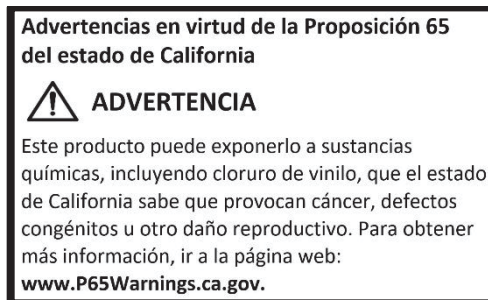 Advertencias en virtud de la Proposición 65
del estado de California
ADVERTENCIA
Este producto puede exponerlo a sustancias
químicas, incluyendo cloruro de vinilo, que el estado
de California sabe que provocan cáncer, defectos
congénitos u otro daño reproductivo. Para obtener
más información, ir a la página web:
www.P65Warnings.ca.gov.